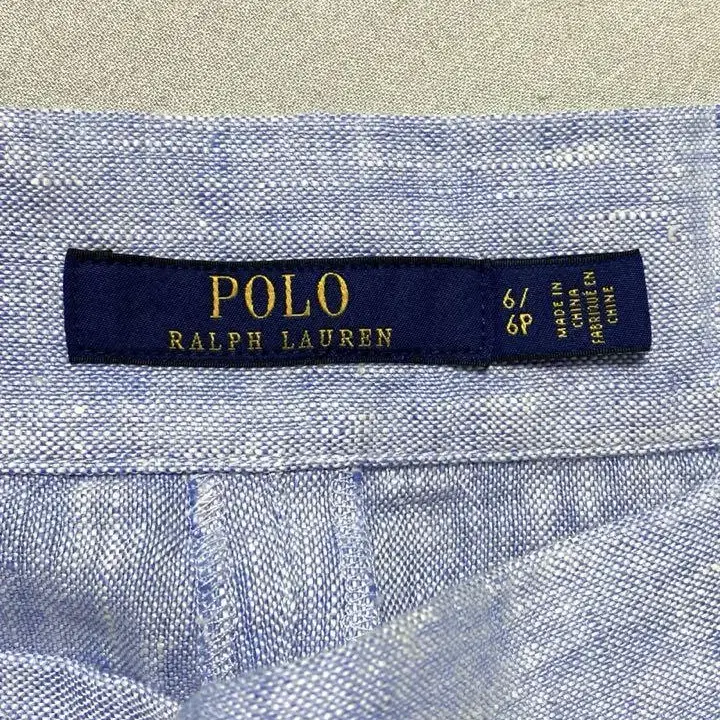 POLO
RALPH LAUREN
6/
6P
MADE IN
CHINA
FABRIQUÉ EN
CHINE